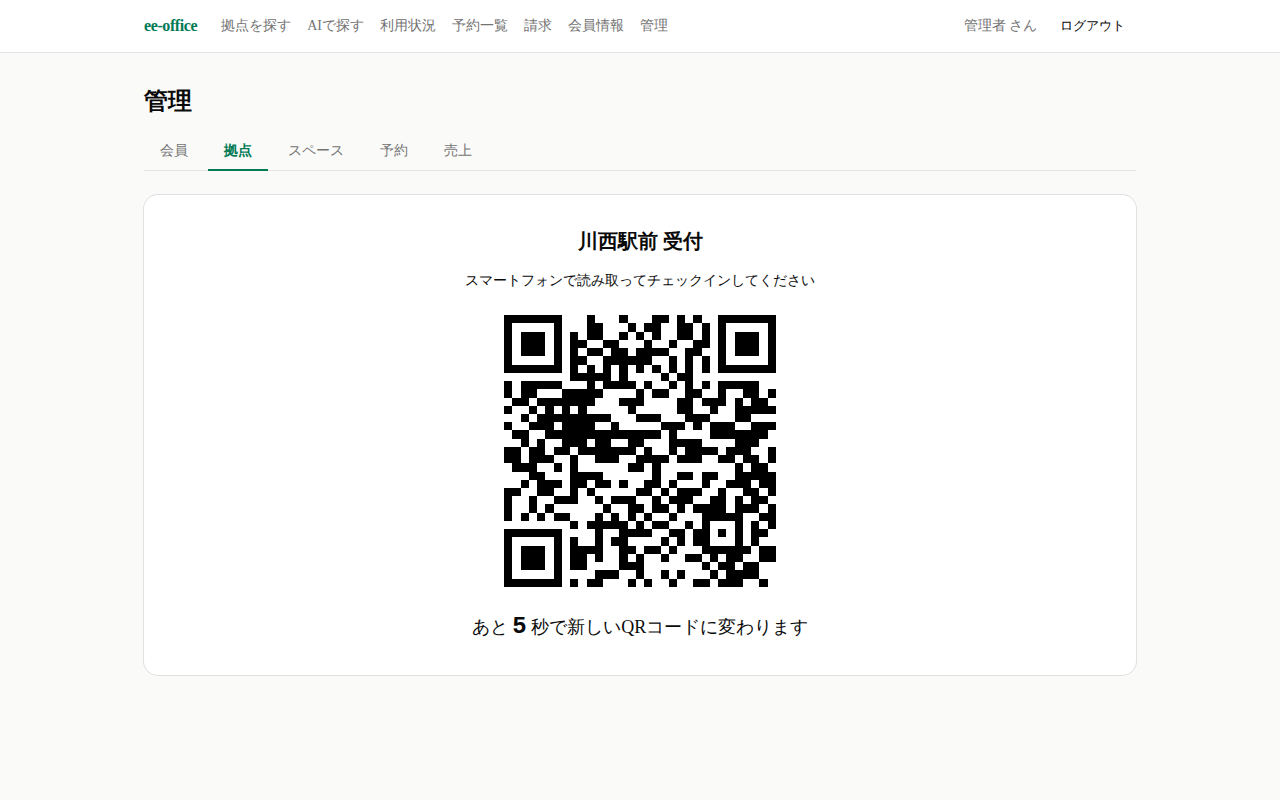 ee-office 拠点を探す AIで探す 利用状況 予約一覧 請求 会員情報 管理 管理者 さん ログアウト
管理
会員 拠点 スペース 予約 売上
川西駅前 受付
スマートフォンで読み取ってチェックインしてください
あと 5 秒で新しいQRコードに変わります